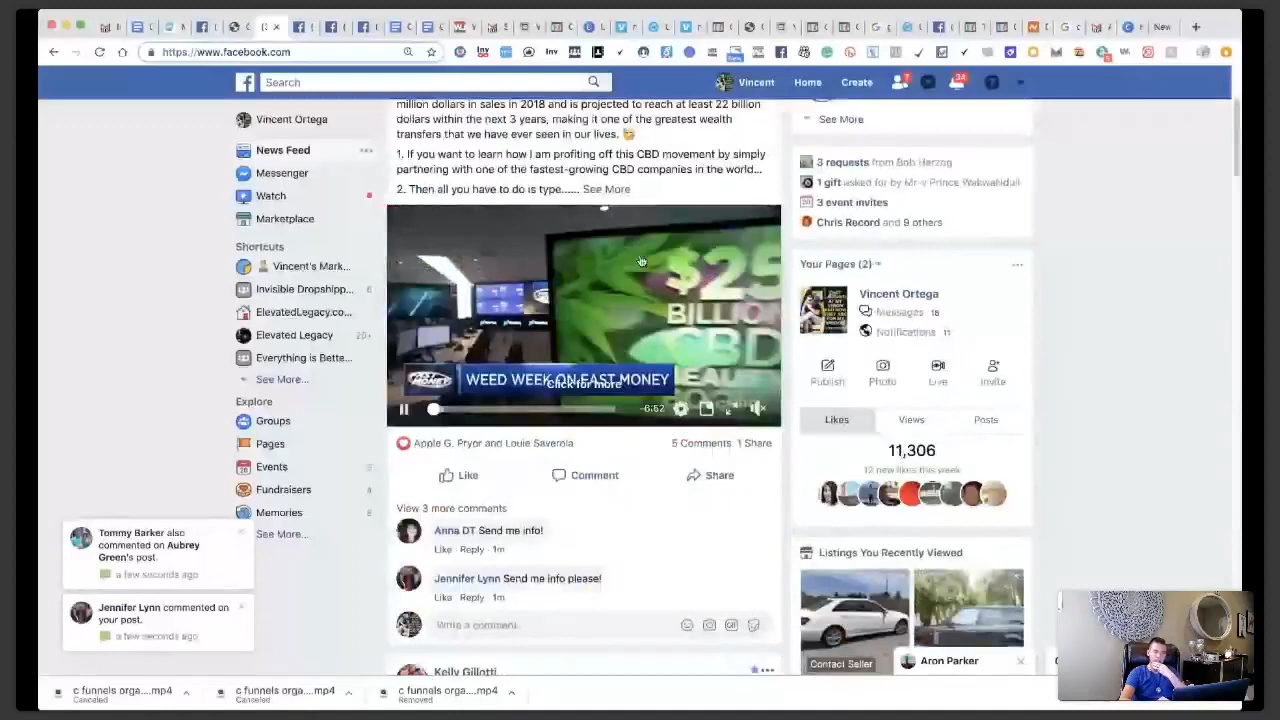 New
https://www.facebook.com
Search
Vincent
Home
Create
7
34
Vincent Ortega
News Feed
Messenger
Watch
Marketplace
Shortcuts
Vincent's Mark...
Invisible Dropshipp... 6
ElevatedLegacy.co...
Elevated Legacy 20+
Everything is Bette...
See More...
Explore
Groups
Pages
Events
Fundraisers
Memories
See More...
Tommy Barker also
commented on Aubrey
Green's post.
a few seconds ago
Jennifer Lynn commented on
your post.
a few seconds ago
million dollars in sales in 2018 and is projected to reach at least 22 billion
dollars within the next 3 years, making it one of the greatest wealth
transfers that we have ever seen in our lives.
1. If you want to learn how I am profiting off this CBD movement by simply
partnering with one of the fastest-growing CBD companies in the world...
2. Then all you have to do is type...... See More
$25
BILLION
CBD
WEED WEEK ON FAST MONEY
Click for more
-6:52
Apple G. Pryor and Louie Saverola
5 Comments 1 Share
Like
Comment
Share
View 3 more comments
Anna DT Send me info!
Like · Reply · 1m
Jennifer Lynn Send me info please!
Like · Reply · 1m
Write a comment...
Kelly Gillotti
See More
3 requests from Bob Herzog
1 gift asked for by Mr-v Prince Wakwahiduli
3 event invites
Chris Record and 9 others
Your Pages (2)
Vincent Ortega
Messages 18
Notifications 11
Publish
Photo
Live
Invite
Likes
Views
Posts
11,306
12 new likes this week
Listings You Recently Viewed
Contact Seller
Aron Parker
c funnels orga....mp4
Canceled
c funnels orga....mp4
Canceled
c funnels orga....mp4
Removed